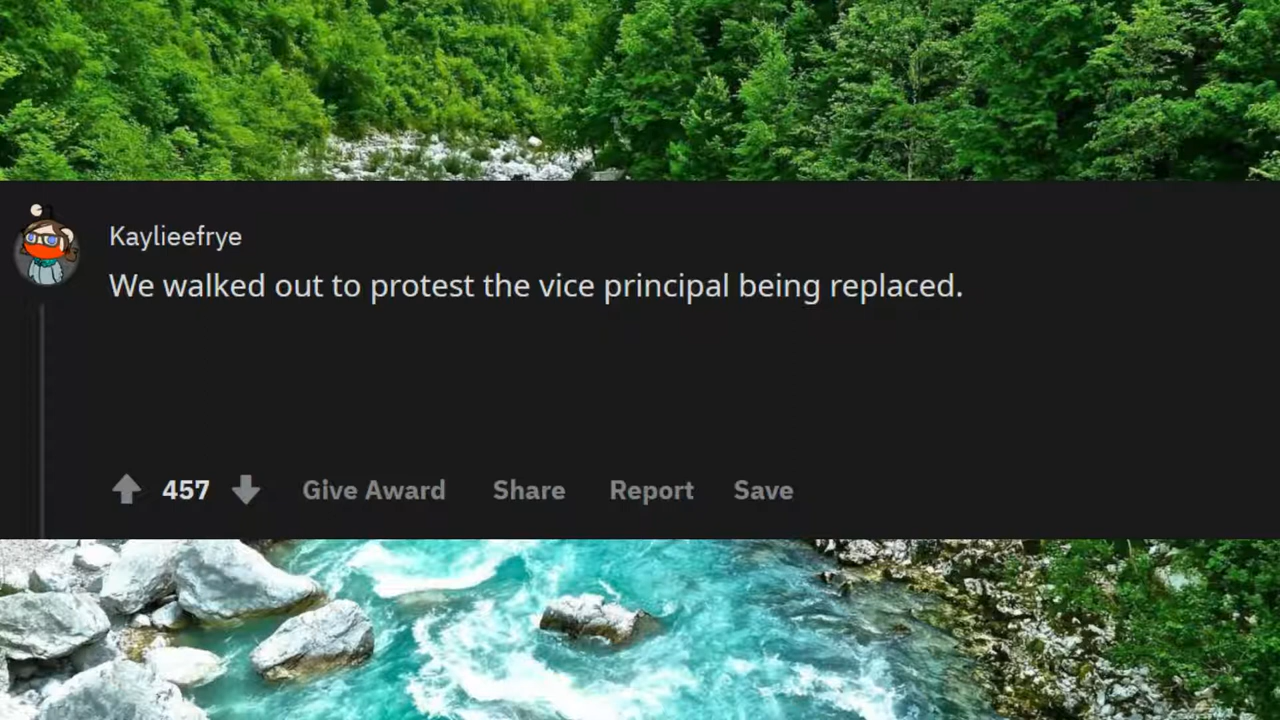 Kaylieefrye
We walked out to protest the vice principal being replaced.
457 Give Award Share Report Save